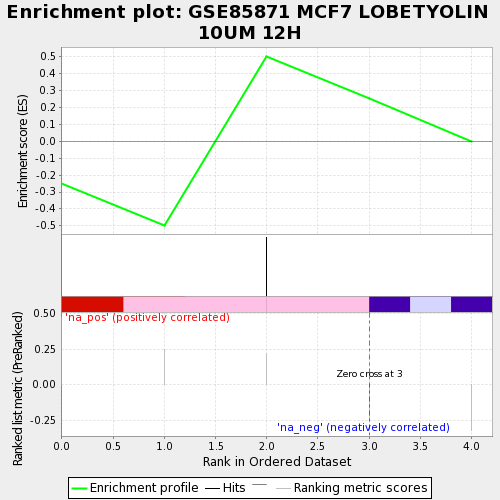 Enrichment plot: GSE85871 MCF7 LOBETYOLIN
10UM 12H
Enrichment score (ES)
0.5
0.4
0.3
0.2
0.1
0.0
-0.1
-0.2
-0.3
-0.4
-0.5
Ranked list metric (PreRanked)
0.50
0.25
0.00
-0.25
'na_pos' (positively correlated)
Zero cross at 3
'na_neg' (negatively correlated)
0.0 0.5 1.0 1.5 2.0 2.5 3.0 3.5 4.0
Rank in Ordered Dataset
Enrichment profile Hits Ranking metric scores